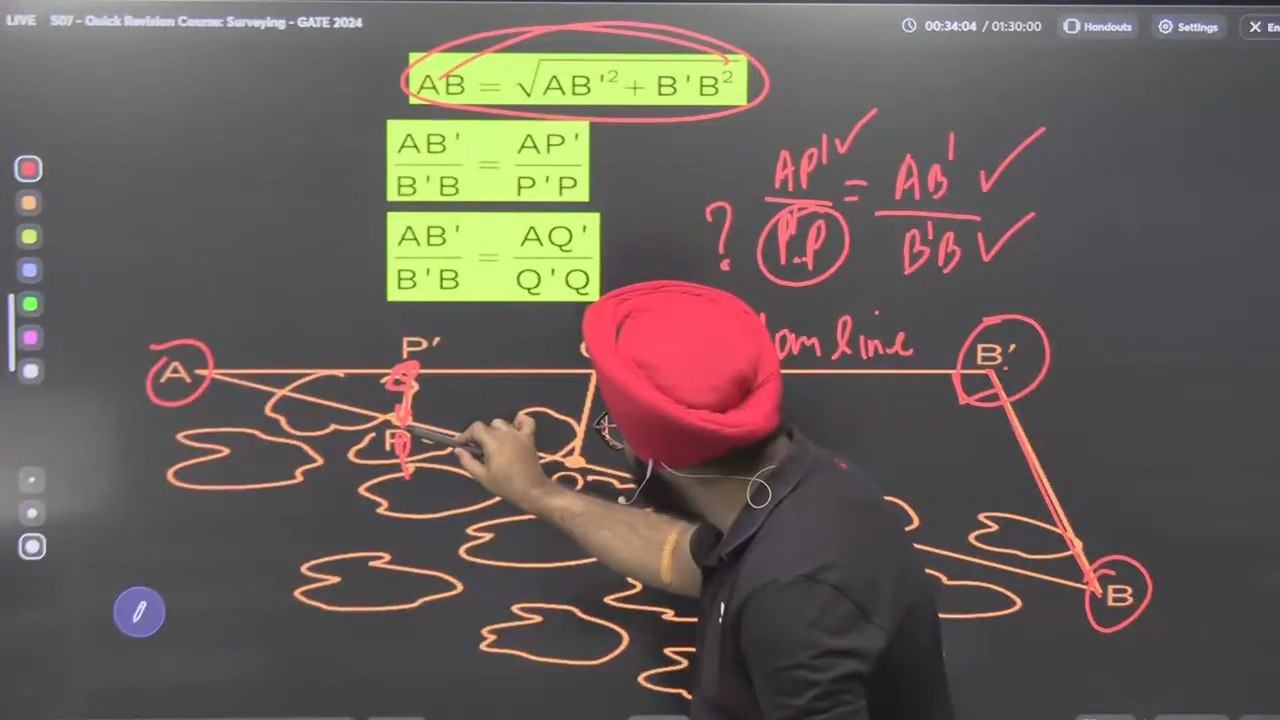 LIVE S07 - Quick Revision Course: Surveying - GATE 2024
00:34:04 / 01:30:00 Handouts Settings
AB = √AB'² + B'B²
AB' / B'B = AP' / P'P
AB' / B'B = AQ' / Q'Q
? AP' / P'P = AB' / B'B
line
A P' B'
B